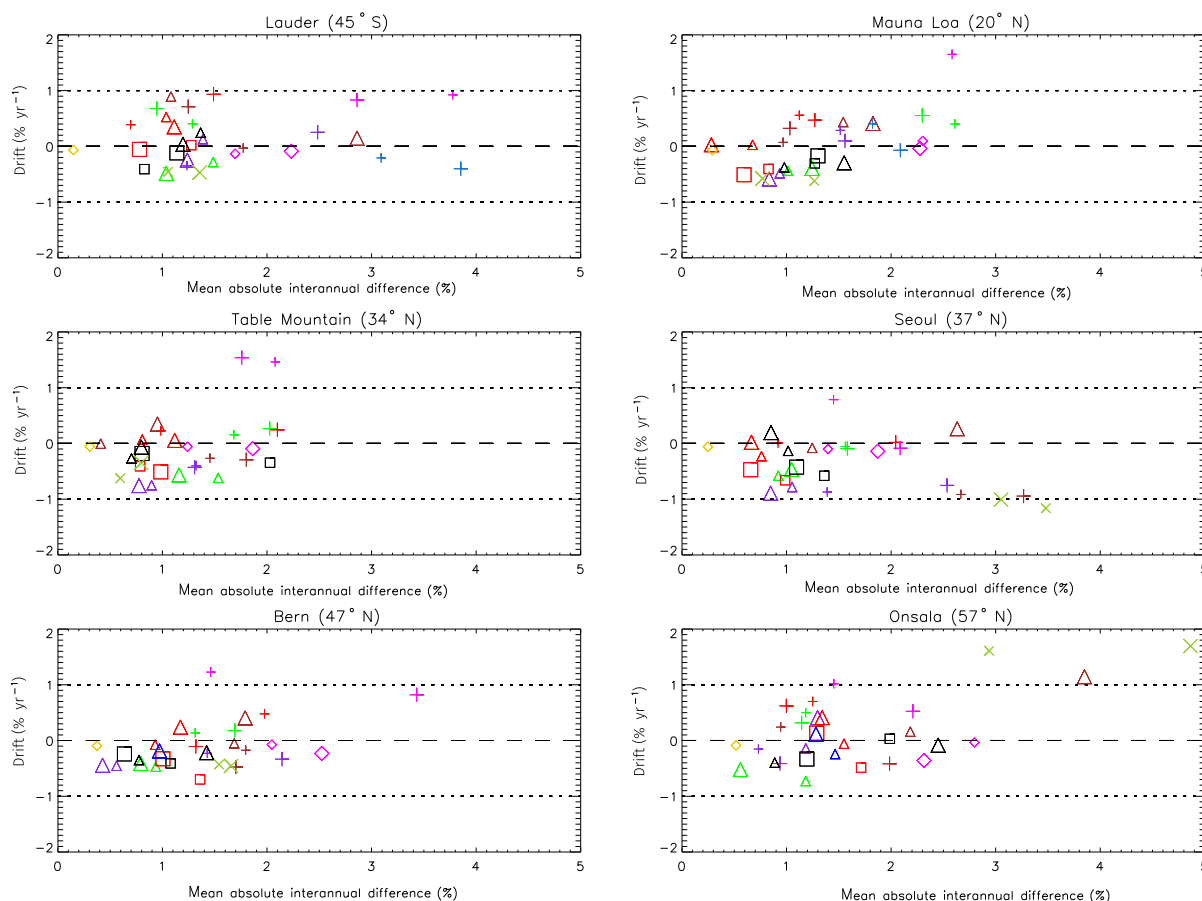 Lauder (45° S)
Drift (% yr⁻¹)
2
1
0
−1
−2
0 1 2 3 4 5
Mean absolute interannual difference (%)
Mauna Loa (20° N)
Drift (% yr⁻¹)
2
1
0
−1
−2
0 1 2 3 4 5
Mean absolute interannual difference (%)
Table Mountain (34° N)
Drift (% yr⁻¹)
2
1
0
−1
−2
0 1 2 3 4 5
Mean absolute interannual difference (%)
Seoul (37° N)
Drift (% yr⁻¹)
2
1
0
−1
−2
0 1 2 3 4 5
Mean absolute interannual difference (%)
Bern (47° N)
Drift (% yr⁻¹)
2
1
0
−1
−2
0 1 2 3 4 5
Mean absolute interannual difference (%)
Onsala (57° N)
Drift (% yr⁻¹)
2
1
0
−1
−2
0 1 2 3 4 5
Mean absolute interannual difference (%)